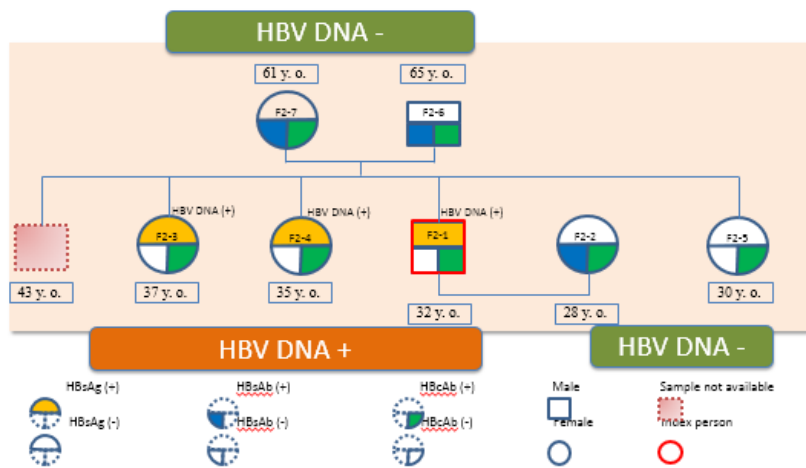 HBV DNA -
61 y. o. 65 y. o.
F2-7 F2-6
HBV DNA (+) HBV DNA (+) HBV DNA (+)
F2-3 F2-4 F2-1 F2-2 F2-5
43 y. o. 37 y. o. 35 y. o. 32 y. o. 28 y. o. 30 y. o.
HBV DNA + HBV DNA -
HBsAg (+) HBsAb (+) HBcAb (+) Male Sample not available
HBsAg (-) HBsAb (-) HBcAb (-) Female Index person